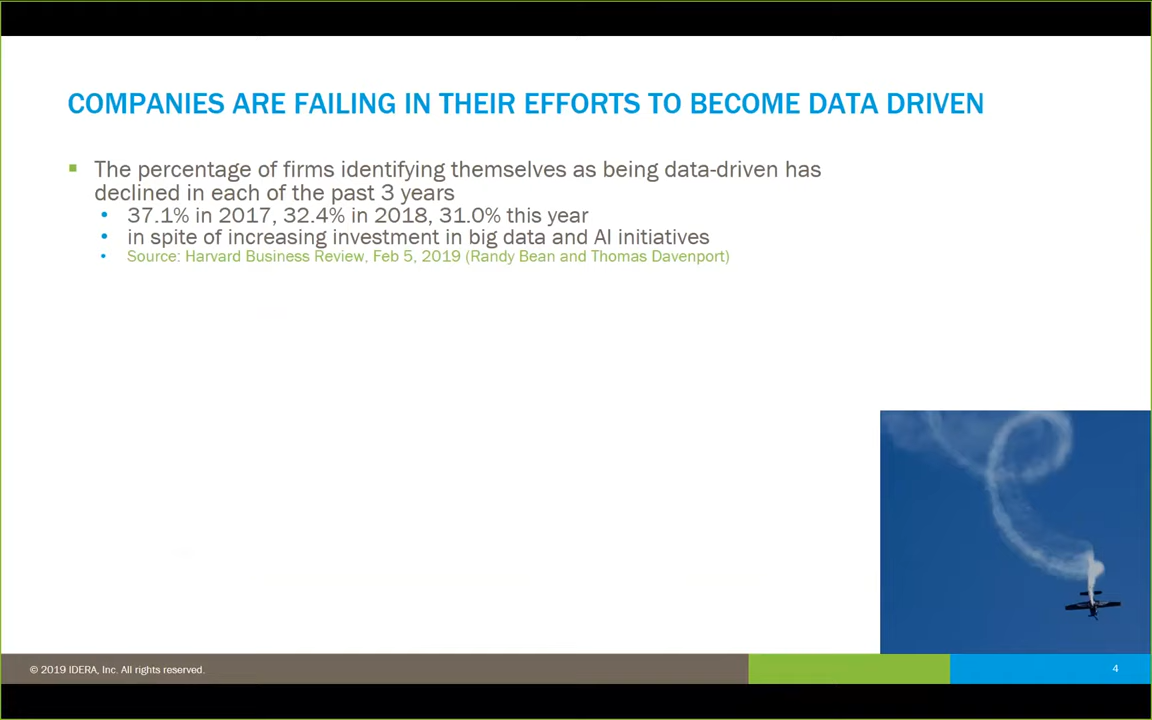 COMPANIES ARE FAILING IN THEIR EFFORTS TO BECOME DATA DRIVEN
The percentage of firms identifying themselves as being data-driven has
declined in each of the past 3 years
37.1% in 2017, 32.4% in 2018, 31.0% this year
in spite of increasing investment in big data and AI initiatives
Source: Harvard Business Review, Feb 5, 2019 (Randy Bean and Thomas Davenport)
© 2019 IDERA, Inc. All rights reserved.
4